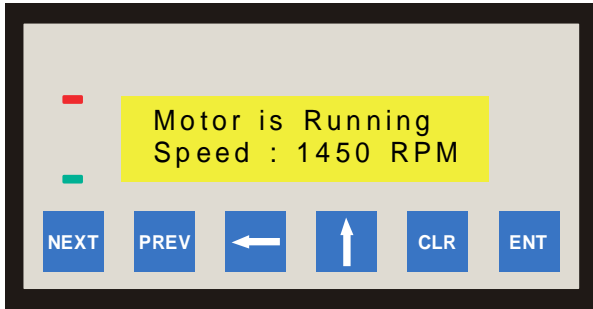 Motor is Running
Speed : 1450 RPM
NEXT PREV CLR ENT